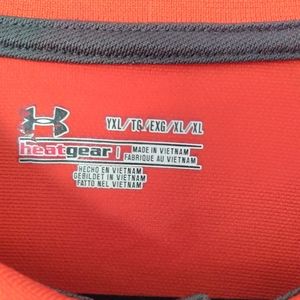 YXL/TG/EXG/XL/XL
heatgear |
MADE IN VIETNAM
FABRIQUE AU VIETNAM
HECHO EN VIETNAM
GEBILDET IN VIETNAM
FATTO NEL VIETNAM